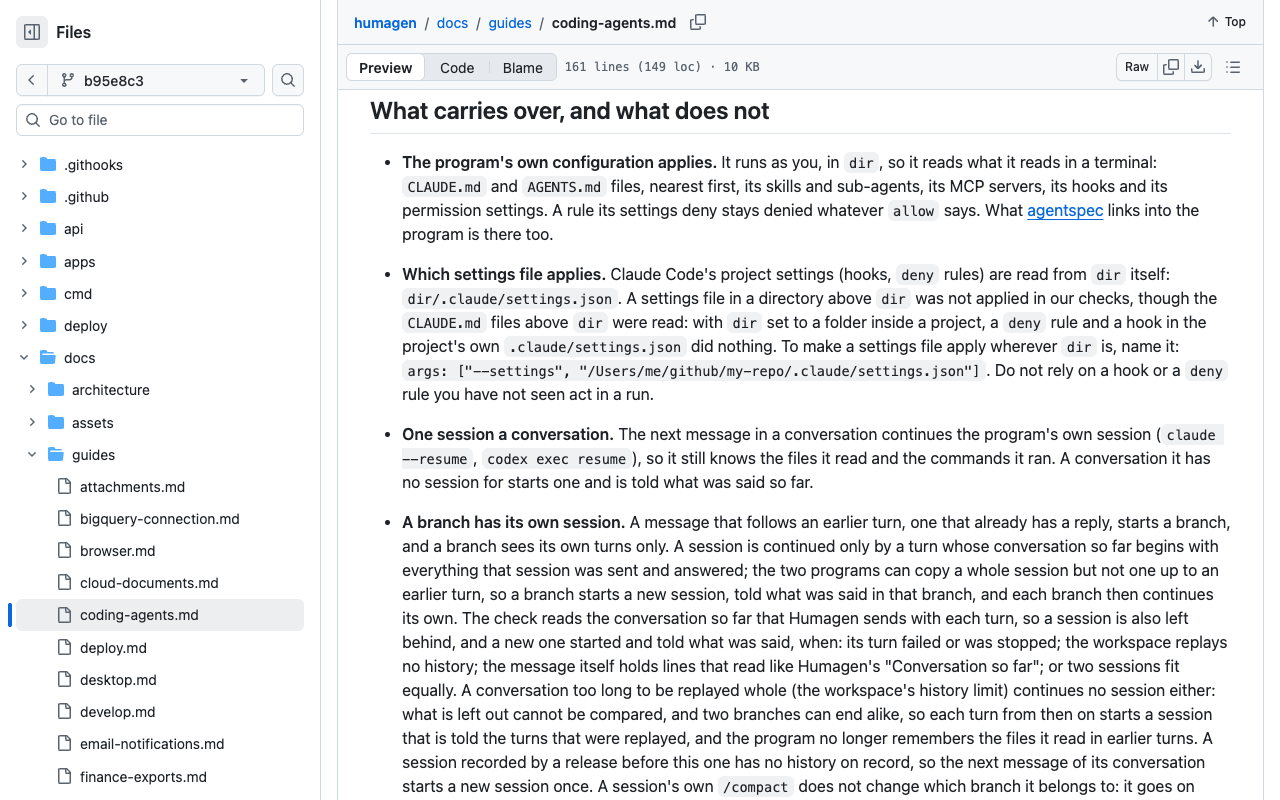 Files
humagen / docs / guides / coding-agents.md
Top
b95e8c3
Preview
Code
Blame
161 lines (149 loc) · 10 KB
Raw
Go to file
.githooks
.github
api
apps
cmd
deploy
docs
architecture
assets
guides
attachments.md
bigquery-connection.md
browser.md
cloud-documents.md
coding-agents.md
deploy.md
desktop.md
develop.md
email-notifications.md
finance-exports.md
What carries over, and what does not
• The program's own configuration applies. It runs as you, in dir, so it reads what it reads in a terminal:
CLAUDE.md and AGENTS.md files, nearest first, its skills and sub-agents, its MCP servers, its hooks and its
permission settings. A rule its settings deny stays denied whatever allow says. What agentspec links into the
program is there too.
• Which settings file applies. Claude Code's project settings (hooks, deny rules) are read from dir itself:
dir/.claude/settings.json. A settings file in a directory above dir was not applied in our checks, though the
CLAUDE.md files above dir were read: with dir set to a folder inside a project, a deny rule and a hook in the
project's own .claude/settings.json did nothing. To make a settings file apply wherever dir is, name it:
args: ["--settings", "/Users/me/github/my-repo/.claude/settings.json"]. Do not rely on a hook or a deny
rule you have not seen act in a run.
• One session a conversation. The next message in a conversation continues the program's own session (claude
--resume, codex exec resume), so it still knows the files it read and the commands it ran. A conversation it has
no session for starts one and is told what was said so far.
• A branch has its own session. A message that follows an earlier turn, one that already has a reply, starts a branch,
and a branch sees its own turns only. A session is continued only by a turn whose conversation so far begins with
everything that session was sent and answered; the two programs can copy a whole session but not one up to an
earlier turn, so a branch starts a new session, told what was said in that branch, and each branch then continues
its own. The check reads the conversation so far that Humagen sends with each turn, so a session is also left
behind, and a new one started and told what was said, when: its turn failed or was stopped; the workspace replays
no history; the message itself holds lines that read like Humagen's "Conversation so far"; or two sessions fit
equally. A conversation too long to be replayed whole (the workspace's history limit) continues no session either:
what is left out cannot be compared, and two branches can end alike, so each turn from then on starts a session
that is told the turns that were replayed, and the program no longer remembers the files it read in earlier turns. A
session recorded by a release before this one has no history on record, so the next message of its conversation
starts a new session once. A session's own /compact does not change which branch it belongs to: it goes on